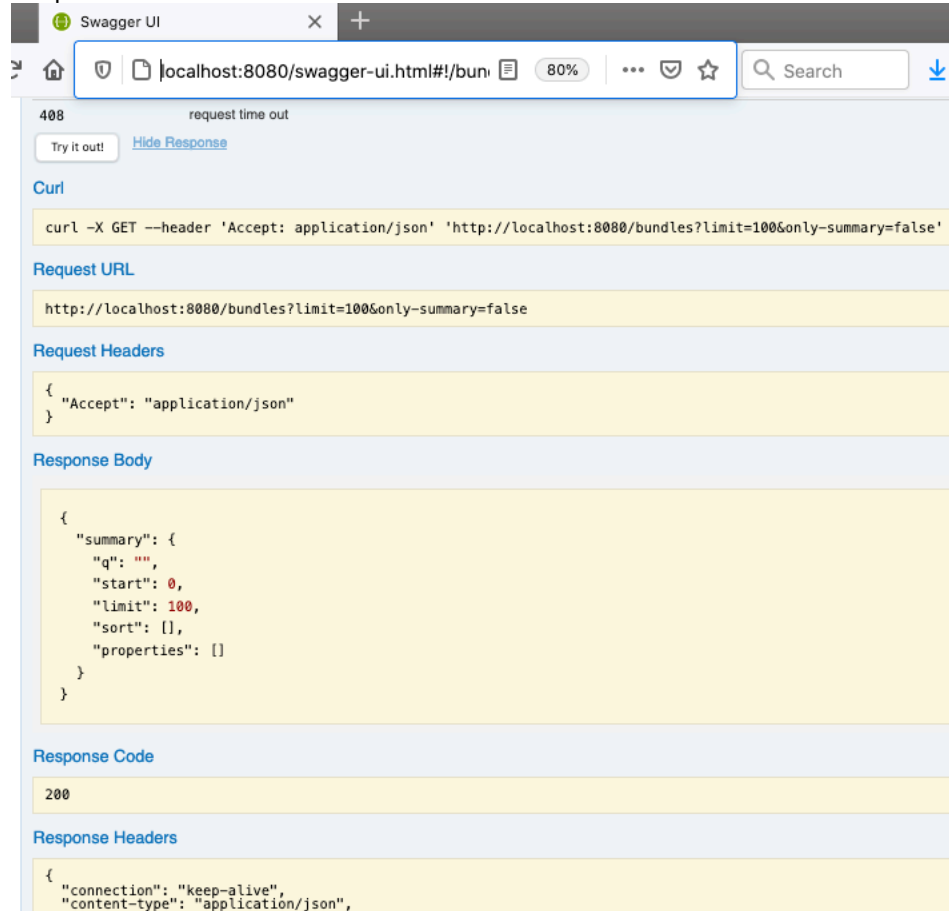 Swagger UI
localhost:8080/swagger-ui.html#!/bun
80%
Search
408 request time out
Try it out! Hide Response
Curl
curl -X GET --header 'Accept: application/json' 'http://localhost:8080/bundles?limit=100&only-summary=false'
Request URL
http://localhost:8080/bundles?limit=100&only-summary=false
Request Headers
{
"Accept": "application/json"
}
Response Body
{
"summary": {
"q": "",
"start": 0,
"limit": 100,
"sort": [],
"properties": []
}
}
Response Code
200
Response Headers
{
"connection": "keep-alive",
"content-type": "application/json",